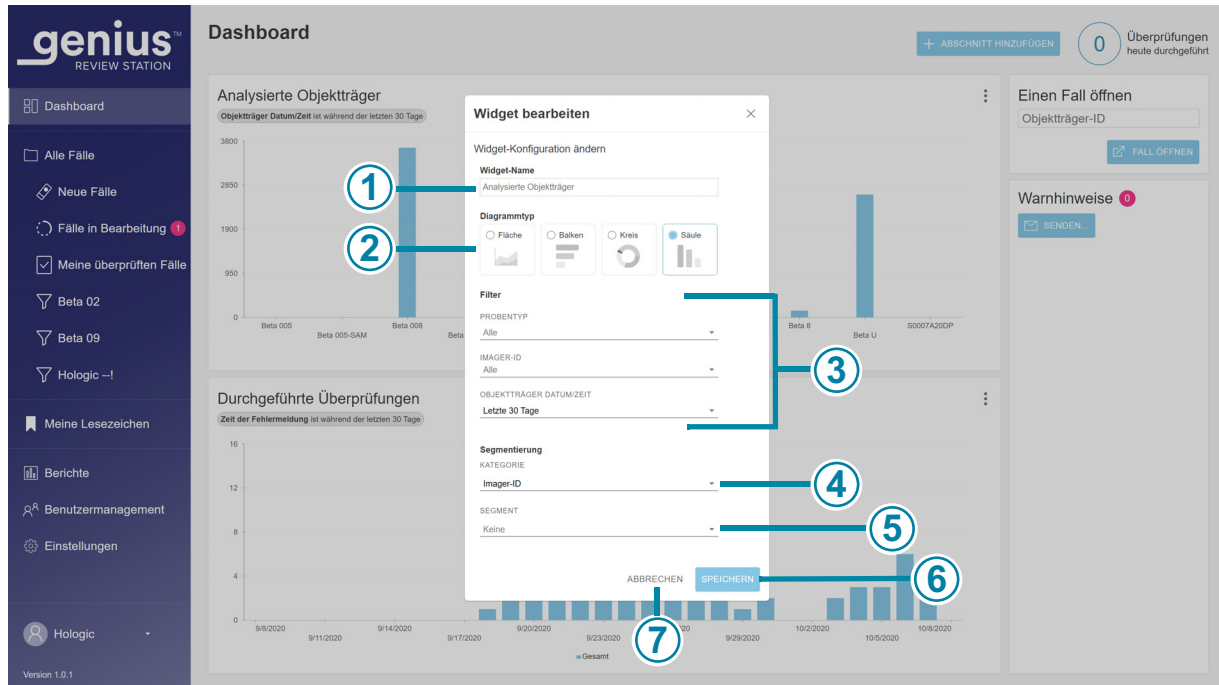 genius™
REVIEW STATION
Dashboard
Alle Fälle
Neue Fälle
Fälle in Bearbeitung 1
Meine überprüften Fälle
Beta 02
Beta 09
Hologic --!
Meine Lesezeichen
Berichte
Benutzermanagement
Einstellungen
Hologic
Version 1.0.1
Dashboard
+ ABSCHNITT HINZUFÜGEN
0
Überprüfungen
heute durchgeführt
Analysierte Objektträger
Objektträger Datum/Zeit ist während der letzten 30 Tage
3800
2850
1900
950
0
Beta 005
Beta 005-SAM
Beta 008
Beta
Beta 8
Beta U
S0007A20DP
Durchgeführte Überprüfungen
Zeit der Fehlermeldung ist während der letzten 30 Tage
16
12
8
4
0
9/8/2020
9/11/2020
9/14/2020
9/17/2020
9/20/2020
9/23/2020
2020
9/29/2020
10/2/2020
10/5/2020
10/8/2020
Gesamt
Widget bearbeiten
Widget-Konfiguration ändern
Widget-Name
Analysierte Objektträger
Diagrammtyp
Fläche
Balken
Kreis
Säule
Filter
PROBENTYP
Alle
IMAGER-ID
Alle
OBJEKTTRÄGER DATUM/ZEIT
Letzte 30 Tage
Segmentierung
KATEGORIE
Imager-ID
SEGMENT
Keine
ABBRECHEN
SPEICHERN
1
2
3
4
5
6
7
Einen Fall öffnen
Objektträger-ID
FALL ÖFFNEN
Warnhinweise 0
SENDEN...